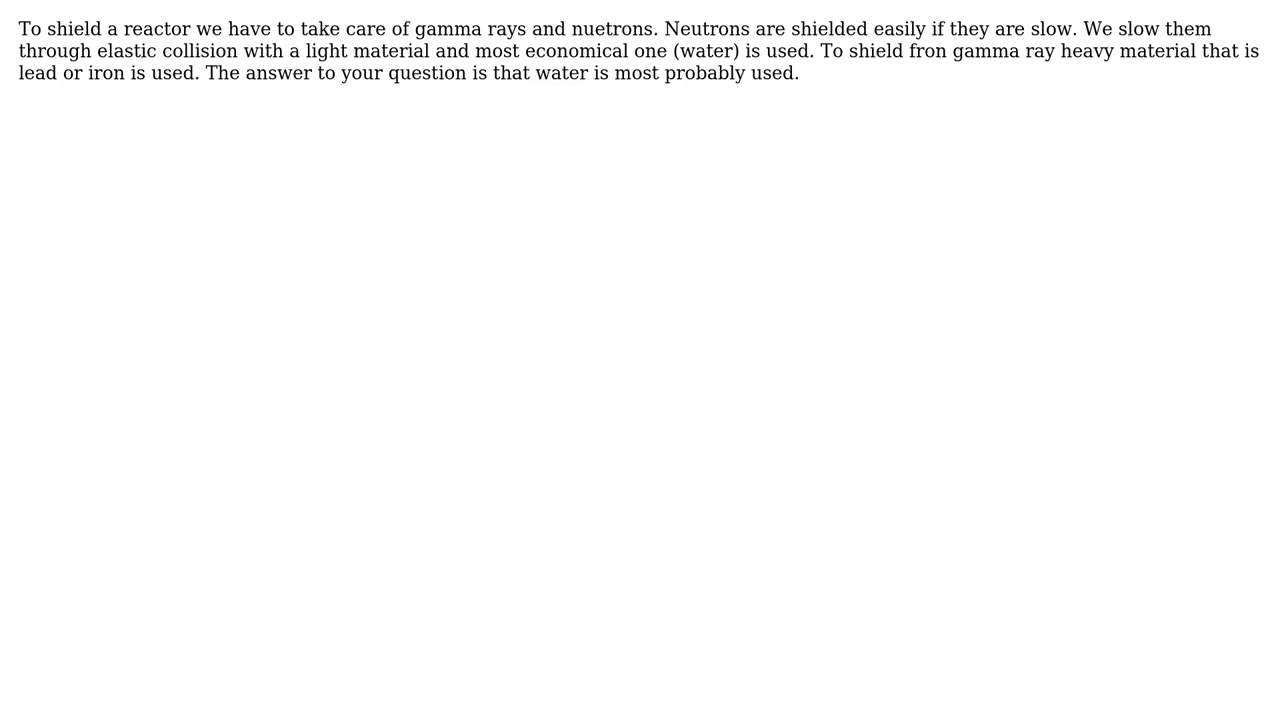 To shield a reactor we have to take care of gamma rays and nuetrons. Neutrons are shielded easily if they are slow. We slow them
through elastic collision with a light material and most economical one (water) is used. To shield fron gamma ray heavy material that is
lead or iron is used. The answer to your question is that water is most probably used.